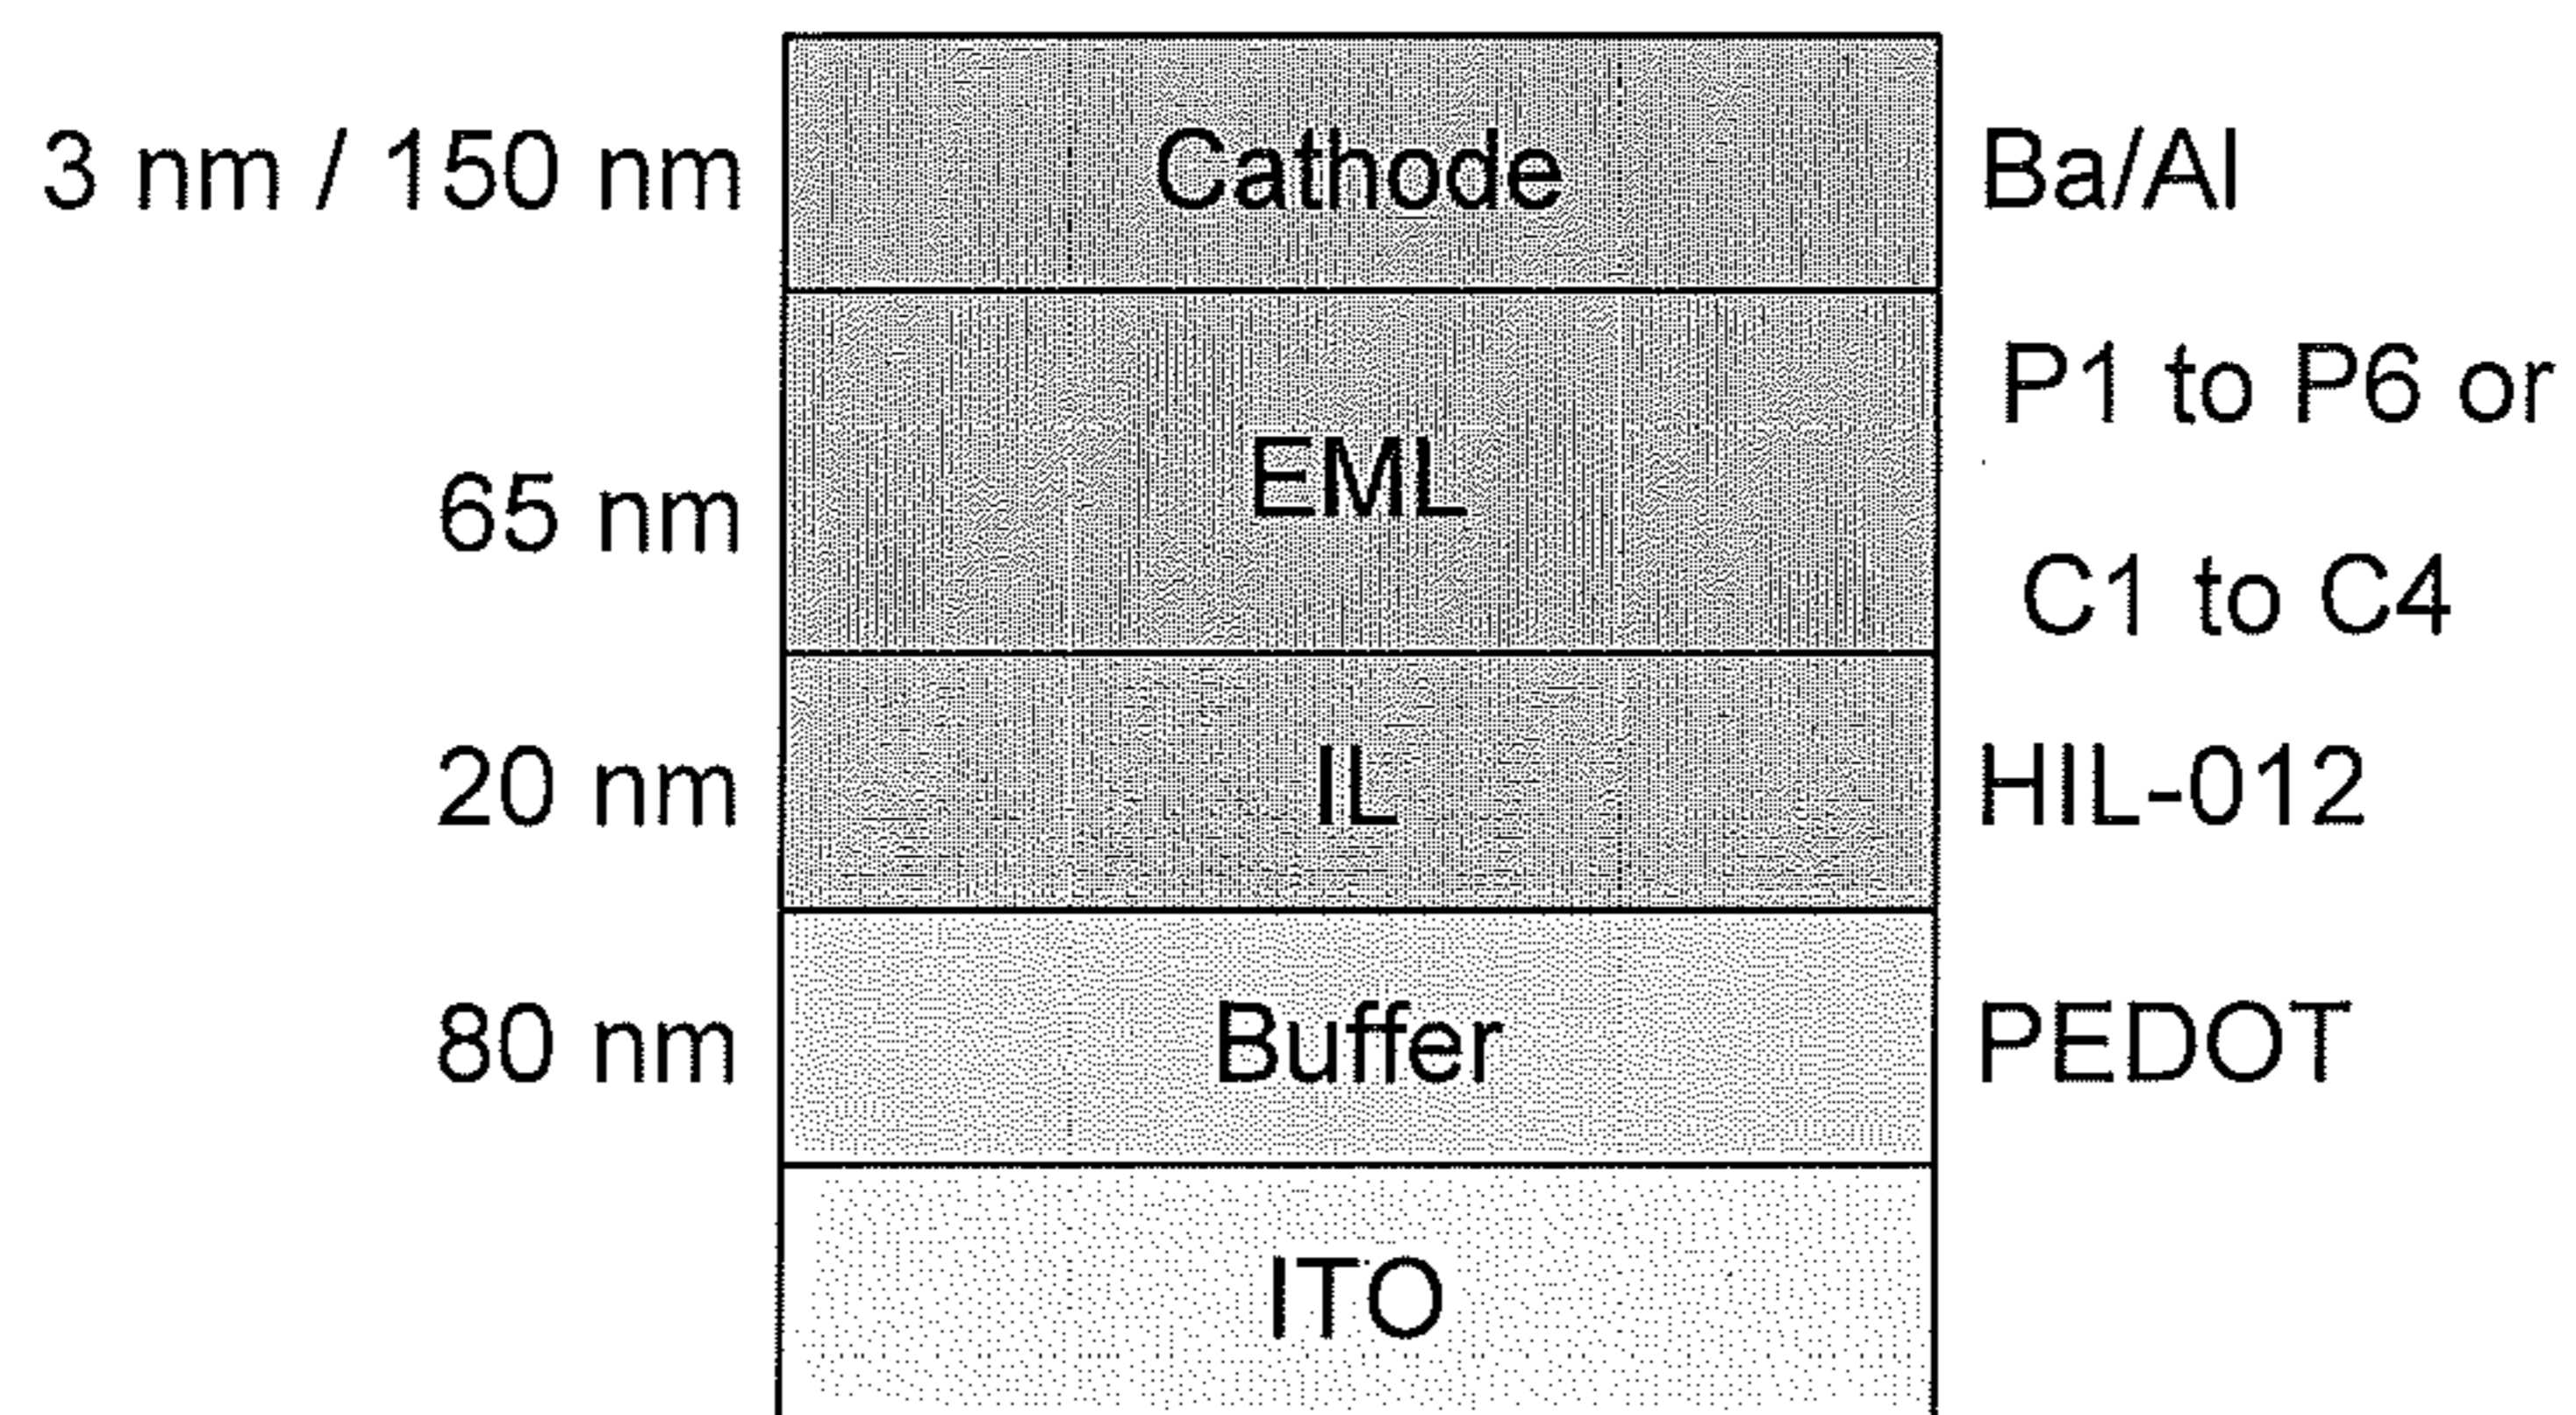 3 nm / 150 nm Cathode Ba/Al
P1 to P6 or
65 nm EML
C1 to C4
20 nm IL HIL-012
80 nm Buffer PEDOT
ITO